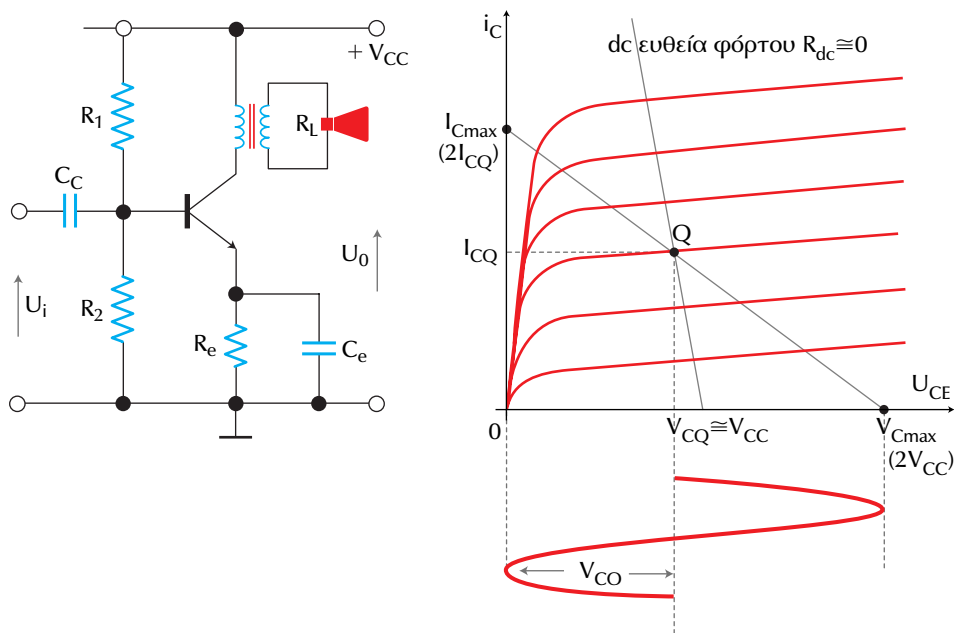 + V_CC
R_1
R_L
C_C
U_i
R_2
R_e
C_e
U_0
i_C
dc ευθεία φόρτου R_dc≅0
I_Cmax
(2I_CQ)
I_CQ
Q
U_CE
0
V_CQ≅V_CC
V_Cmax
(2V_CC)
V_CO